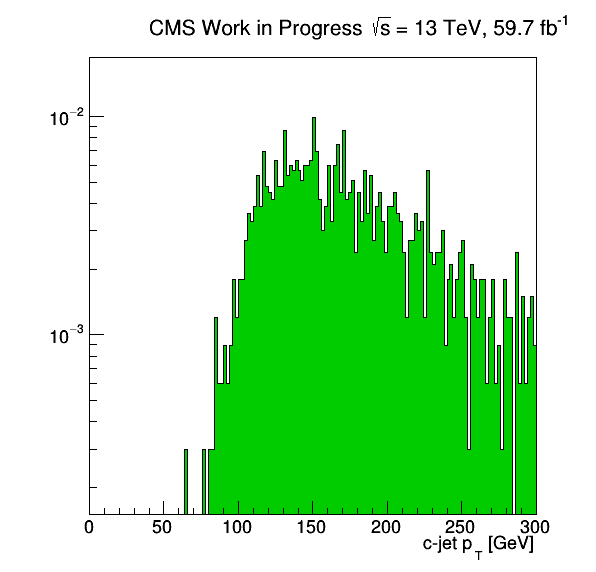 CMS Work in Progress √s = 13 TeV, 59.7 fb⁻¹
10⁻²
10⁻³
0 50 100 150 200 250 300
c-jet p_T [GeV]